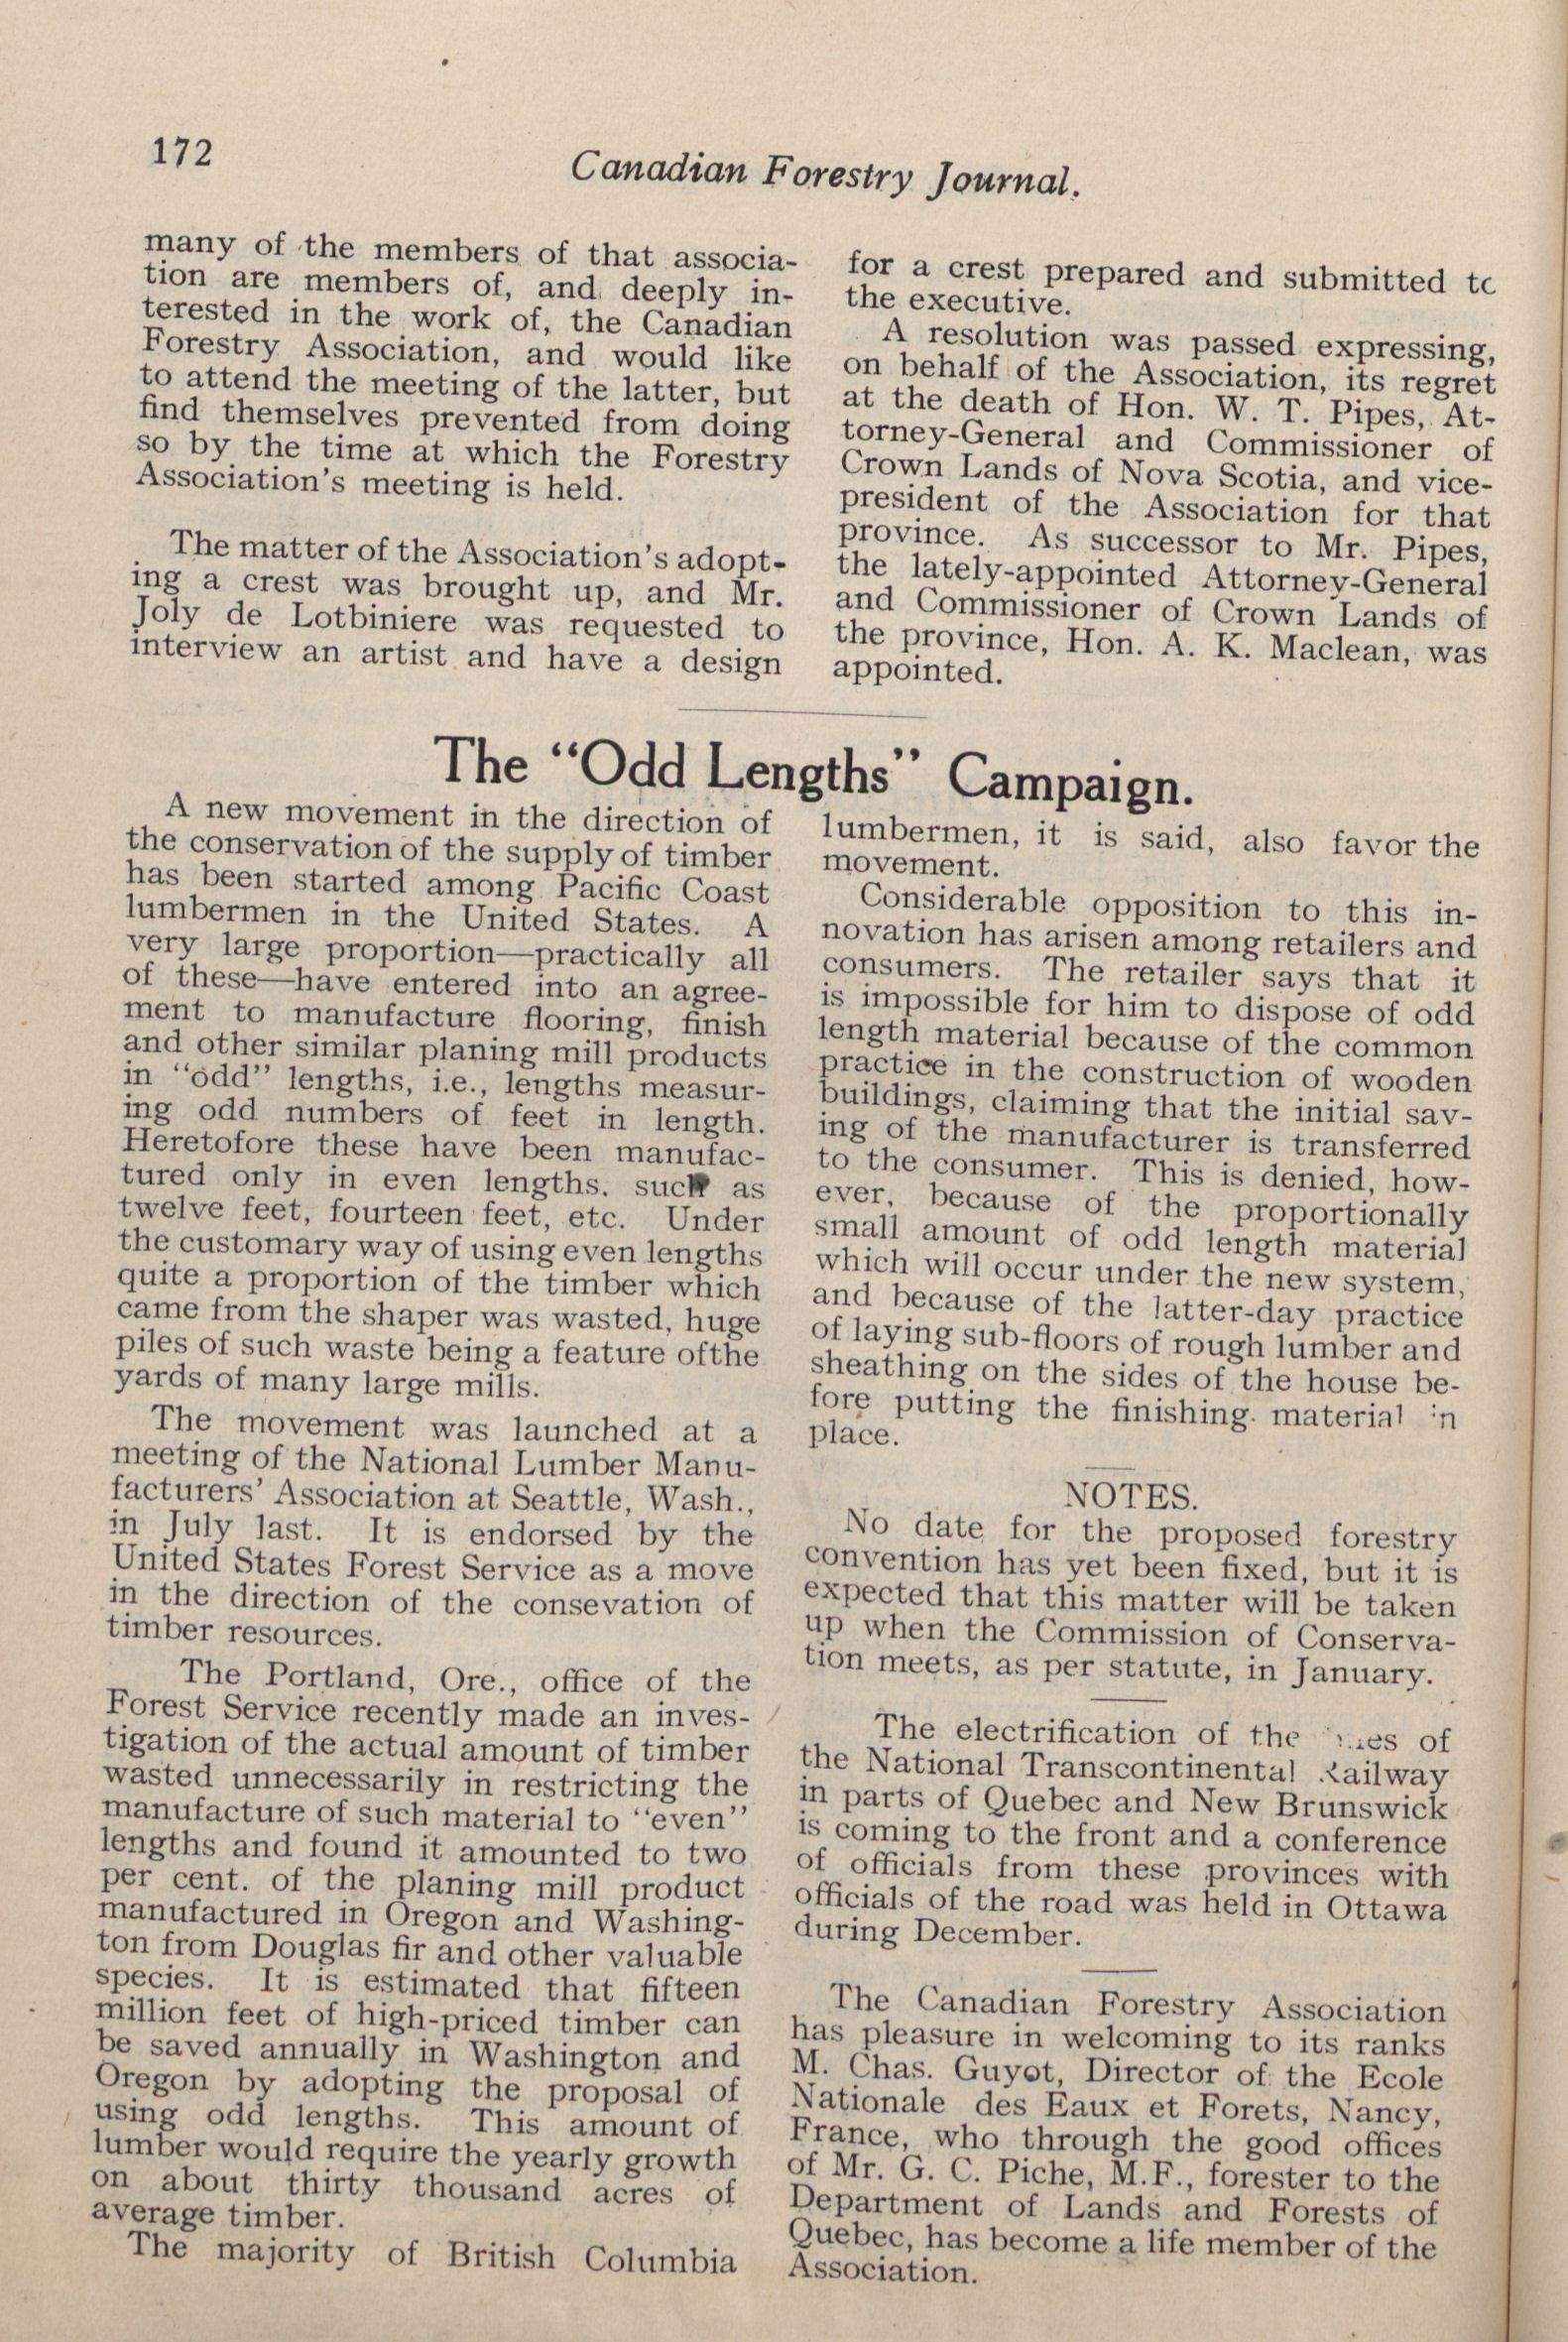 172
Canadian Forestry Journal.
many of the members of that associa-
tion are members of, and deeply in-
terested in the work of, the Canadian
Forestry Association, and would like
to attend the meeting of the latter, but
find themselves prevented from doing
so by the time at which the Forestry
Association's meeting is held.
The matter of the Association's adopt-
ing a crest was brought up, and Mr.
Joly de Lotbiniere was requested to
interview an artist and have a design
for a crest prepared and submitted to
the executive.
A resolution was passed expressing,
on behalf of the Association, its regret
at the death of Hon. W. T. Pipes, At-
torney-General and Commissioner of
Crown Lands of Nova Scotia, and vice-
president of the Association for that
province. As successor to Mr. Pipes,
the lately-appointed Attorney-General
and Commissioner of Crown Lands of
the province, Hon. A. K. Maclean, was
appointed.
The "Odd Lengths" Campaign.
A new movement in the direction of
the conservation of the supply of timber
has been started among Pacific Coast
lumbermen in the United States. A
very large proportion—practically all
of these—have entered into an agree-
ment to manufacture flooring, finish
and other similar planing mill products
in "odd" lengths, i.e., lengths measur-
ing odd numbers of feet in length.
Heretofore these have been manufac-
tured only in even lengths. such as
twelve feet, fourteen feet, etc. Under
the customary way of using even lengths
quite a proportion of the timber which
came from the shaper was wasted, huge
piles of such waste being a feature ofthe
yards of many large mills.
The movement was launched at a
meeting of the National Lumber Manu-
facturers' Association at Seattle, Wash.,
in July last. It is endorsed by the
United States Forest Service as a move
in the direction of the consevation of
timber resources.
The Portland, Ore., office of the
Forest Service recently made an inves-
tigation of the actual amount of timber
wasted unnecessarily in restricting the
manufacture of such material to "even"
lengths and found it amounted to two
per cent. of the planing mill product
manufactured in Oregon and Washing-
ton from Douglas fir and other valuable
species. It is estimated that fifteen
million feet of high-priced timber can
be saved annually in Washington and
Oregon by adopting the proposal of
using odd lengths. This amount of
lumber would require the yearly growth
on about thirty thousand acres of
average timber.
The majority of British Columbia
lumbermen, it is said, also favor the
movement.
Considerable opposition to this in-
novation has arisen among retailers and
consumers. The retailer says that it
is impossible for him to dispose of odd
length material because of the common
practice in the construction of wooden
buildings, claiming that the initial sav-
ing of the manufacturer is transferred
to the consumer. This is denied, how-
ever, because of the proportionally
small amount of odd length material
which will occur under the new system,
and because of the latter-day practice
of laying sub-floors of rough lumber and
sheathing on the sides of the house be-
fore putting the finishing material in
place.
NOTES.
No date for the proposed forestry
convention has yet been fixed, but it is
expected that this matter will be taken
up when the Commission of Conserva-
tion meets, as per statute, in January.
The electrification of the of
the National Transcontinental Railway
in parts of Quebec and New Brunswick
is coming to the front and a conference
of officials from these provinces with
officials of the road was held in Ottawa
during December.
The Canadian Forestry Association
has pleasure in welcoming to its ranks
M. Chas. Guyot, Director of the Ecole
Nationale des Eaux et Forets, Nancy,
France, who through the good offices
of Mr. G. C. Piche, M.F., forester to the
Department of Lands and Forests of
Quebec, has become a life member of the
Association.